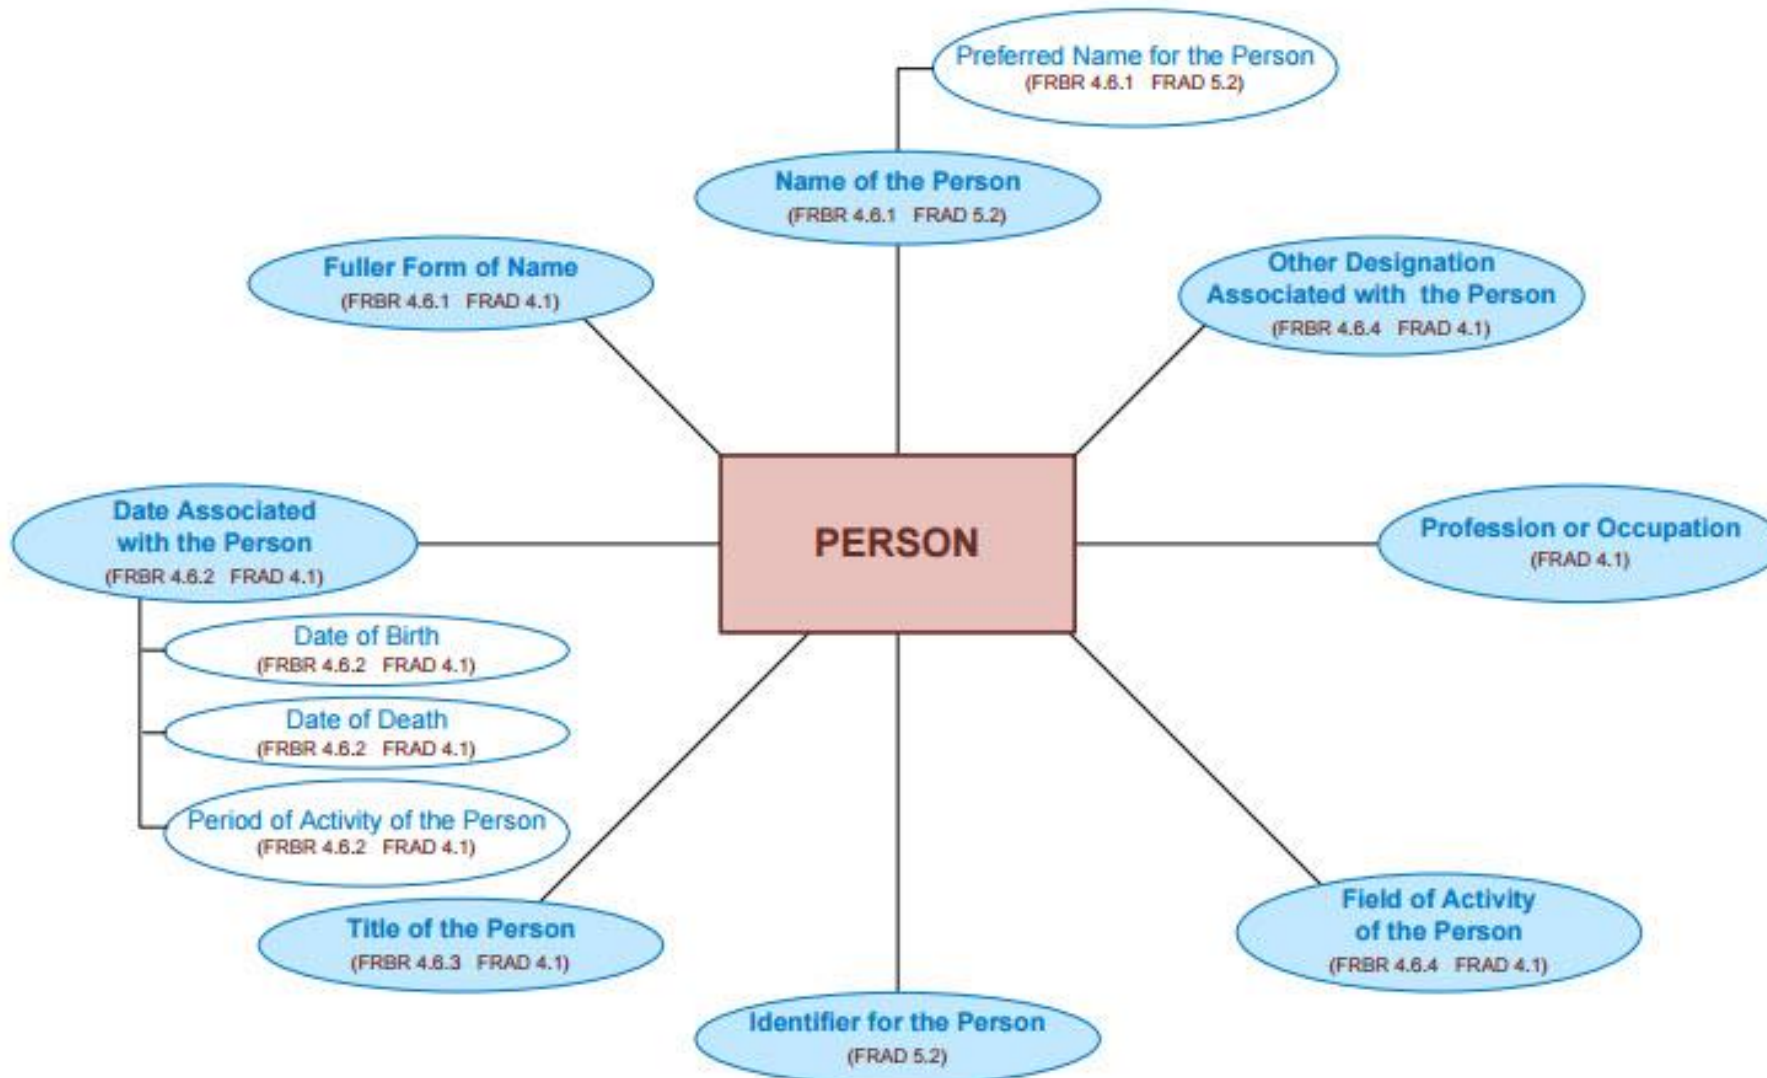 Preferred Name for the Person
(FRBR 4.6.1 FRAD 5.2)
Name of the Person
(FRBR 4.6.1 FRAD 5.2)
Fuller Form of Name
(FRBR 4.6.1 FRAD 4.1)
Other Designation
Associated with the Person
(FRBR 4.6.4 FRAD 4.1)
Date Associated
with the Person
(FRBR 4.6.2 FRAD 4.1)
PERSON
Profession or Occupation
(FRAD 4.1)
Date of Birth
(FRBR 4.6.2 FRAD 4.1)
Date of Death
(FRBR 4.6.2 FRAD 4.1)
Period of Activity of the Person
(FRBR 4.6.2 FRAD 4.1)
Title of the Person
(FRBR 4.6.3 FRAD 4.1)
Field of Activity
of the Person
(FRBR 4.6.4 FRAD 4.1)
Identifier for the Person
(FRAD 5.2)